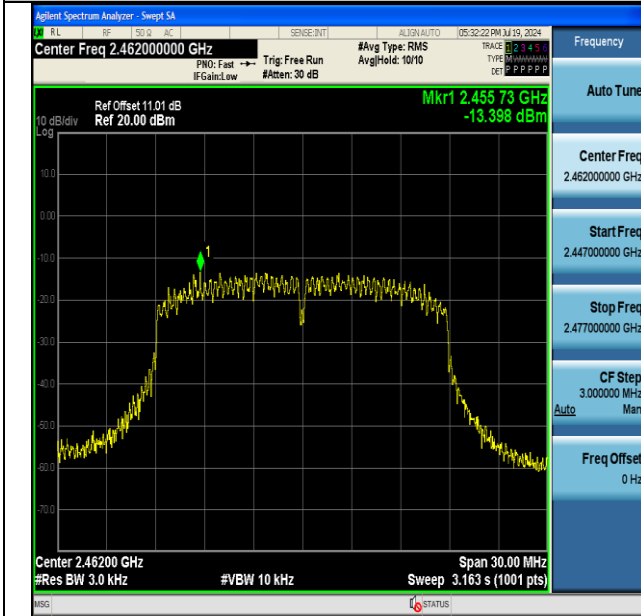 Agilent Spectrum Analyzer - Swept SA
RL RF 50 Ω AC SENSE:INT ALIGN AUTO 05:32:22 PM Jul 19, 2024
Center Freq 2.462000000 GHz
PNO: Fast
IFGain:Low
Trig: Free Run
#Atten: 30 dB
#Avg Type: RMS
Avg|Hold: 10/10
TRACE 1 2 3 4 5 6
TYPE M
DET P P P P P P
Ref Offset 11.01 dB
Ref 20.00 dBm
10 dB/div
Log
Mkr1 2.455 73 GHz
-13.398 dBm
10.0
0.00
-10.0
-20.0
-30.0
-40.0
-50.0
-60.0
-70.0
1
Center 2.46200 GHz
Span 30.00 MHz
#Res BW 3.0 kHz
#VBW 10 kHz
Sweep 3.163 s (1001 pts)
MSG
STATUS
Frequency
Auto Tune
Center Freq
2.462000000 GHz
Start Freq
2.447000000 GHz
Stop Freq
2.477000000 GHz
CF Step
3.000000 MHz
Auto Man
Freq Offset
0 Hz